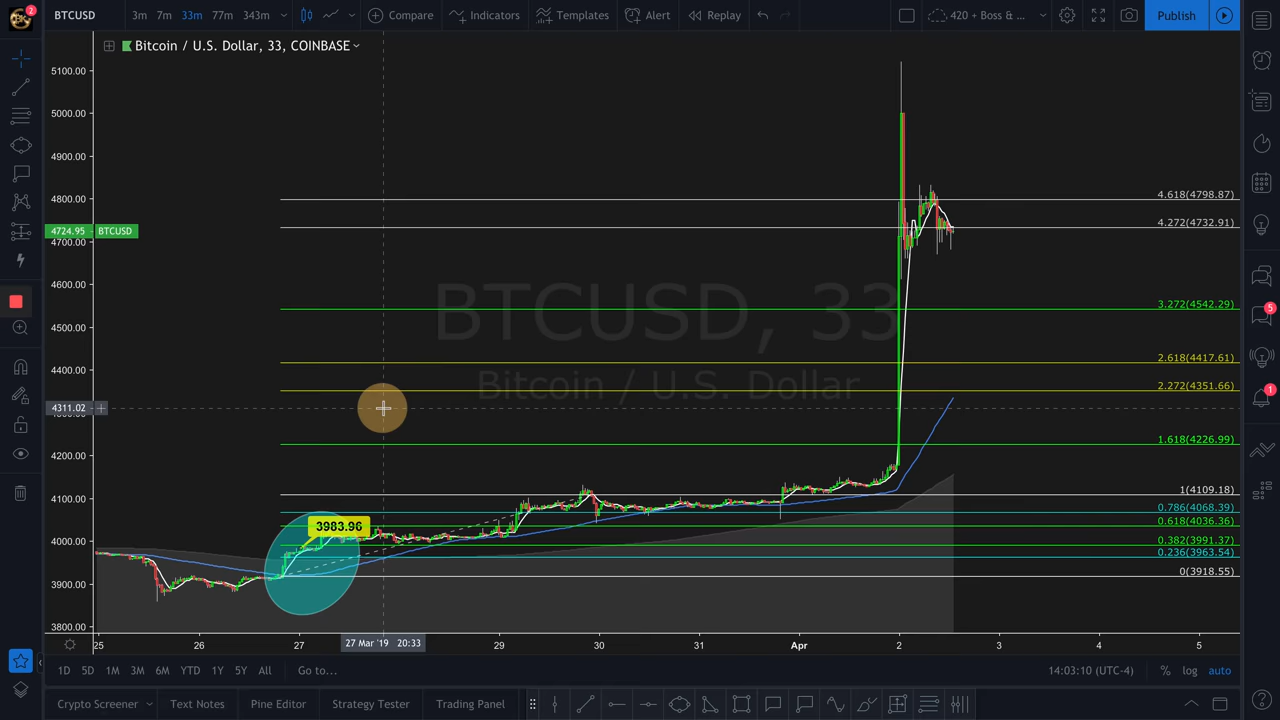 2
BTCUSD
3m
7m
33m
77m
343m
Compare
Indicators
Templates
Alert
Replay
420 + Boss & ...
Publish
Bitcoin / U.S. Dollar, 33, COINBASE
5100.00
5000.00
4900.00
4800.00
4724.95
BTCUSD
4700.00
4600.00
4500.00
4400.00
4311.02
4200.00
4100.00
4000.00
3900.00
3800.00
BTCUSD, 33
Bitcoin / U.S. Dollar
4.618(4798.87)
4.272(4732.91)
3.272(4542.29)
2.618(4417.61)
2.272(4351.66)
1.618(4226.99)
1(4109.18)
0.786(4068.39)
0.618(4036.36)
0.382(3991.37)
0.236(3963.54)
0(3918.55)
3983.96
5
1
25
26
27
27 Mar '19 20:33
29
30
31
Apr
2
3
4
5
1D
5D
1M
3M
6M
YTD
1Y
5Y
All
Go to...
14:03:10 (UTC-4)
%
log
auto
Crypto Screener
Text Notes
Pine Editor
Strategy Tester
Trading Panel